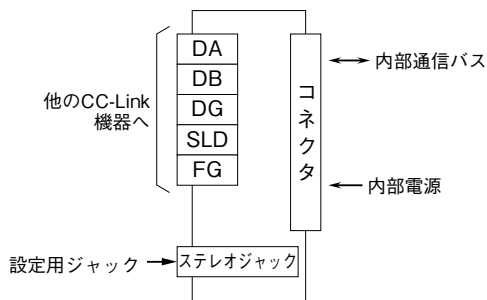 他のCC-Link
機器へ
DA
DB
DG
SLD
FG
コネクタ
内部通信バス
内部電源
設定用ジャック
ステレオジャック